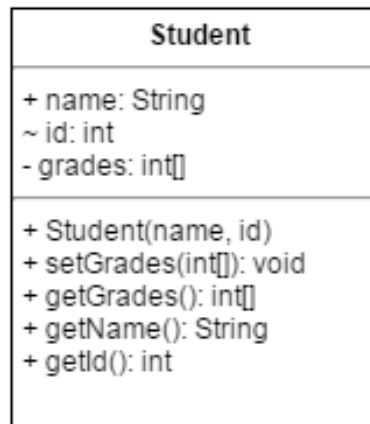 Student
+ name: String
~ id: int
- grades: int[]
+ Student(name, id)
+ setGrades(int[]): void
+ getGrades(): int[]
+ getName(): String
+ getId(): int